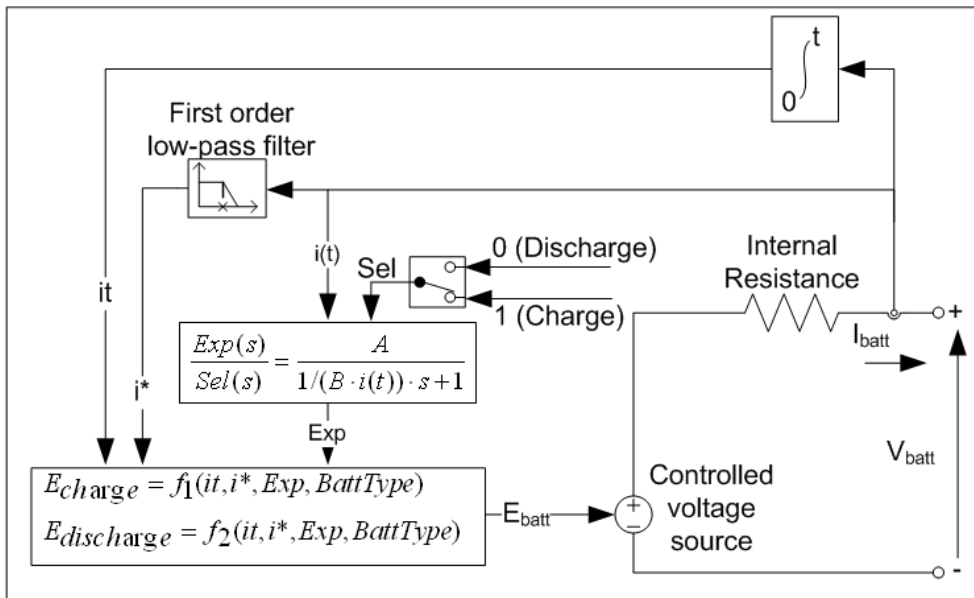 t
0
First order
low-pass filter
i(t)
0 (Discharge)
Sel
1 (Charge)
Internal
Resistance
+
I_batt
it
i*
Exp(s)/Sel(s) = A/(1/(B·i(t))·s+1)
Exp
E_charge = f_1(it,i*,Exp,BattType)
E_discharge = f_2(it,i*,Exp,BattType)
E_batt
+
−
Controlled
voltage
source
V_batt
-